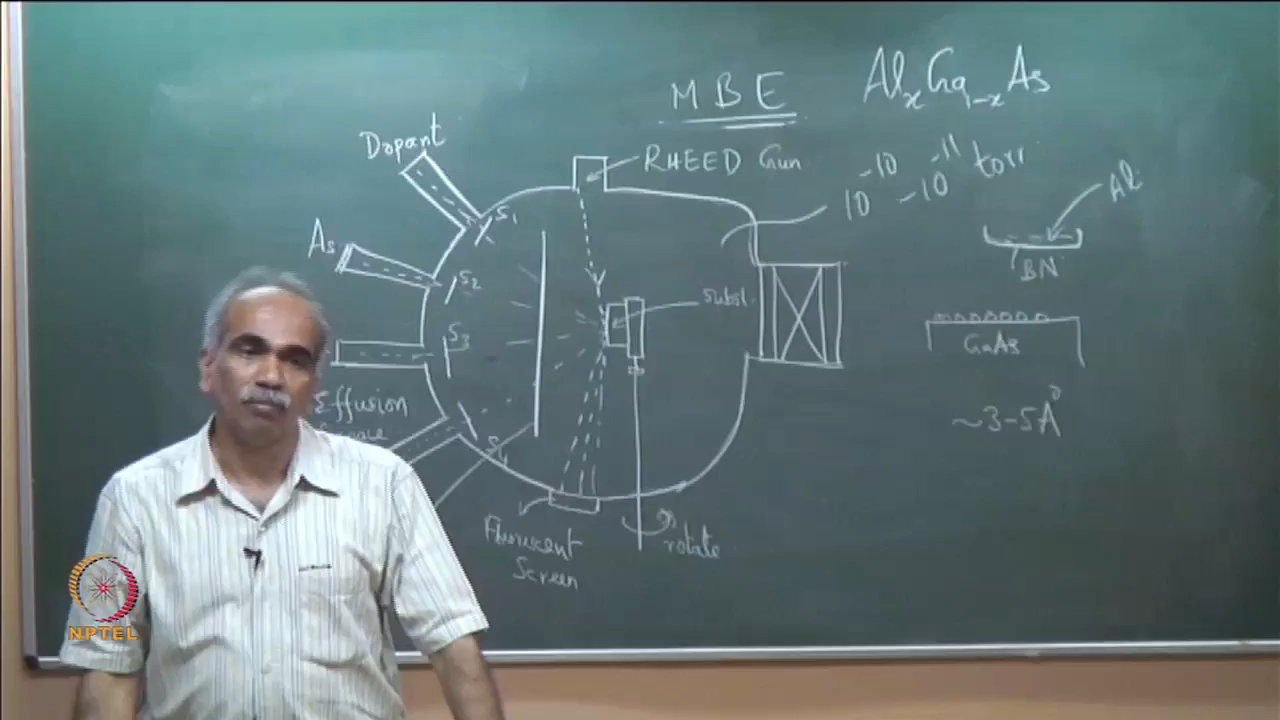 MBE
AlₓGa₁₋ₓAs
Dopant
RHEED Gun
10⁻¹⁰ - 10⁻¹¹ torr
Al
As
S₁
S₂
S₃
S₄
BN
subst.
GaAs
Effusion
~3-5Å
Screen
rotate
NPTEL